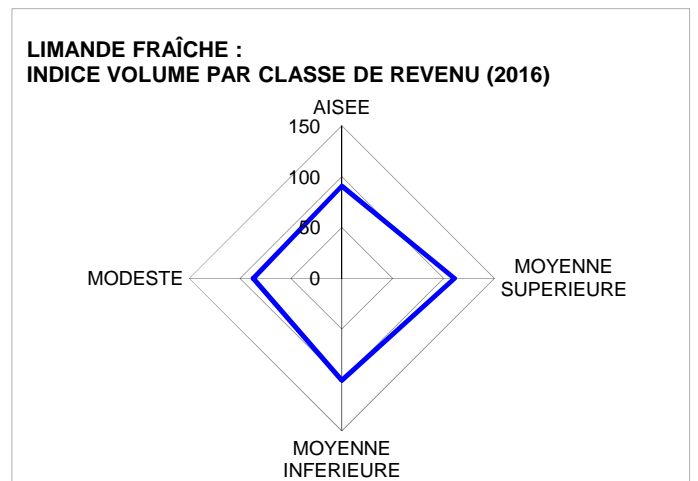 LIMANDE FRAÎCHE :
INDICE VOLUME PAR CLASSE DE REVENU (2016)
AISEE
150
100
50
0
MODESTE
MOYENNE
SUPERIEURE
MOYENNE
INFERIEURE